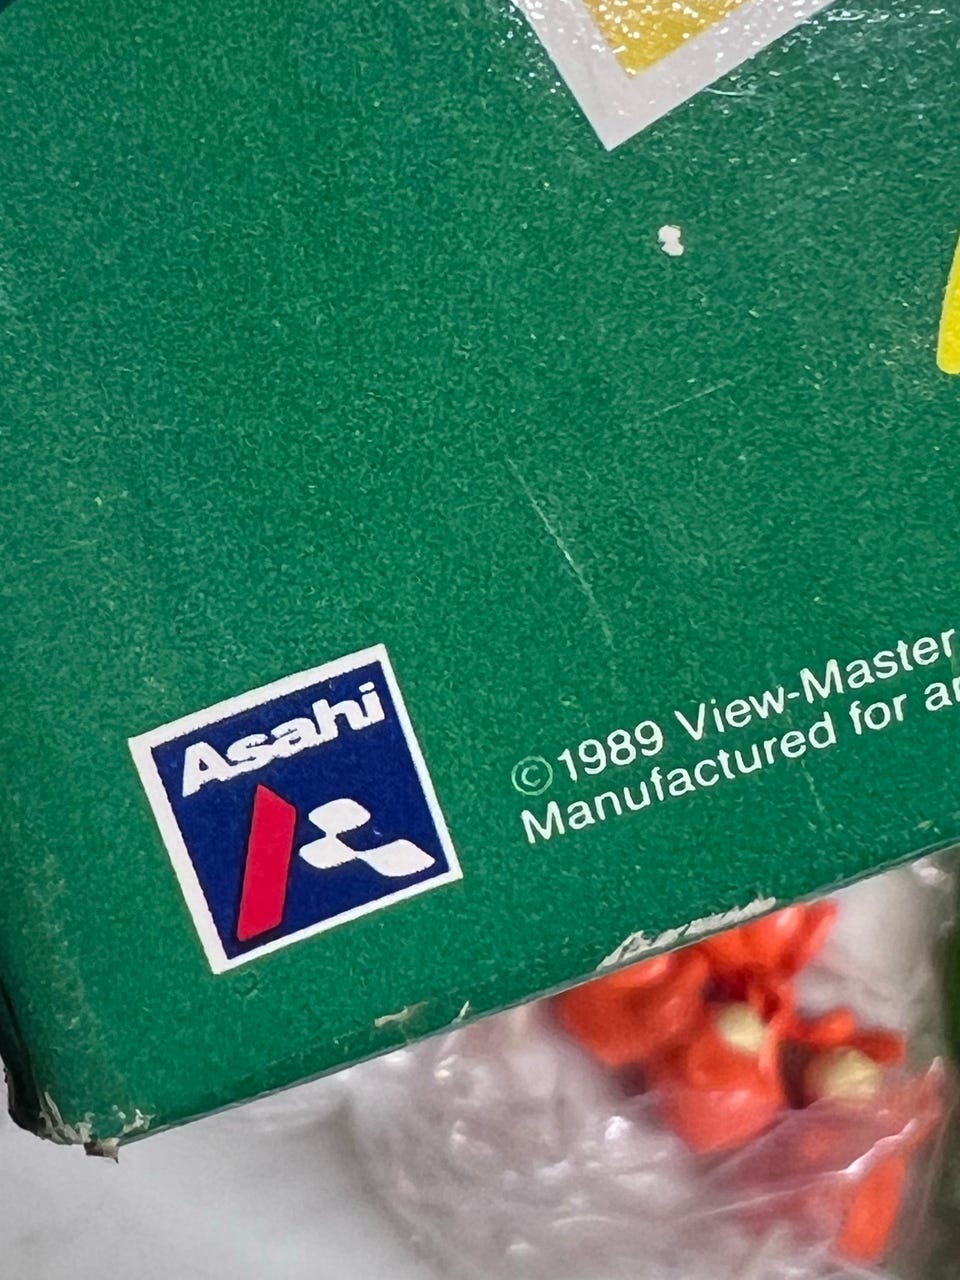 Asahi
©1989 View-Master
Manufactured for